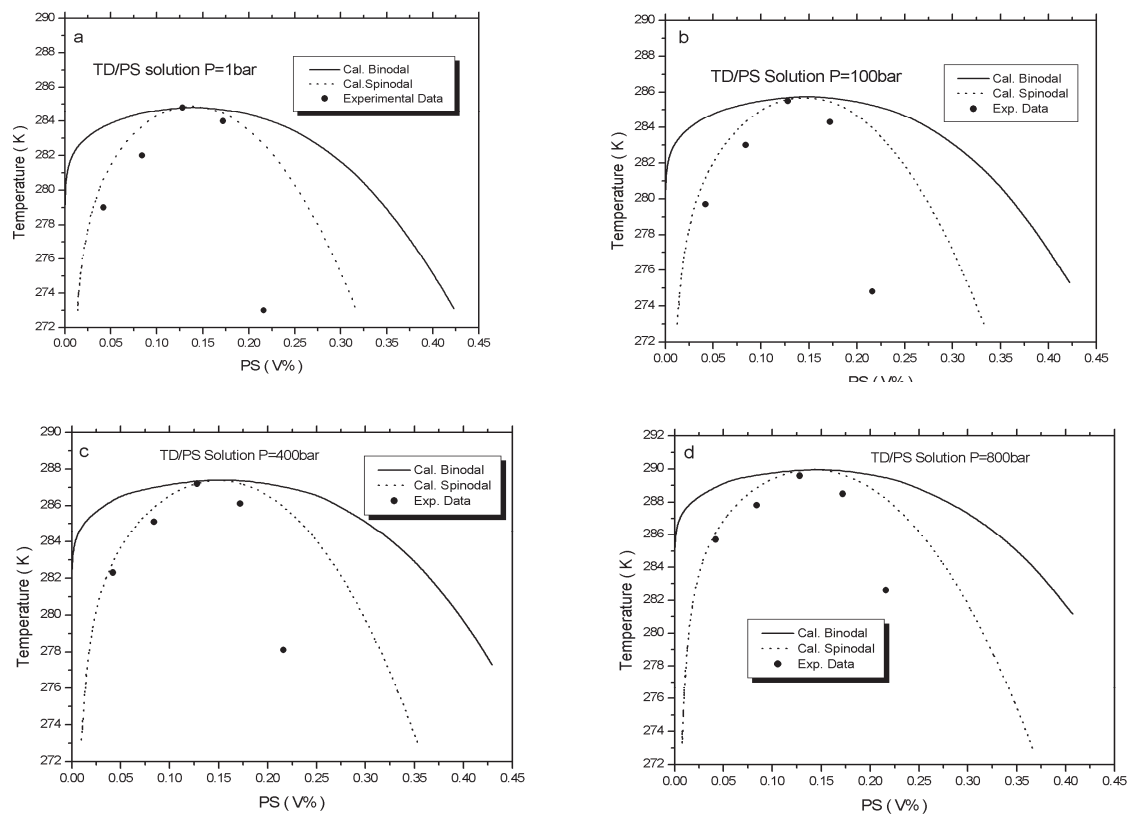 a
TD/PS solution P=1bar
Cal. Binodal
Cal.Spinodal
Experimental Data
Temperature ( K )
290
288
286
284
282
280
278
276
274
272
0.00 0.05 0.10 0.15 0.20 0.25 0.30 0.35 0.40 0.45
PS ( V% )
b
TD/PS Solution P=100bar
Cal. Binodal
Cal. Spinodal
Exp. Data
Temperature ( K )
290
288
286
284
282
280
278
276
274
272
0.00 0.05 0.10 0.15 0.20 0.25 0.30 0.35 0.40 0.45
PS ( V% )
c
TD/PS Solution P=400bar
Cal. Binodal
Cal. Spinodal
Exp. Data
Temperature ( K )
290
288
286
284
282
280
278
276
274
272
0.00 0.05 0.10 0.15 0.20 0.25 0.30 0.35 0.40 0.45
PS ( V% )
d
TD/PS Solution P=800bar
Cal. Binodal
Cal. Spinodal
Exp. Data
Temperature ( K )
292
290
288
286
284
282
280
278
276
274
272
0.00 0.05 0.10 0.15 0.20 0.25 0.30 0.35 0.40 0.45
PS ( V% )